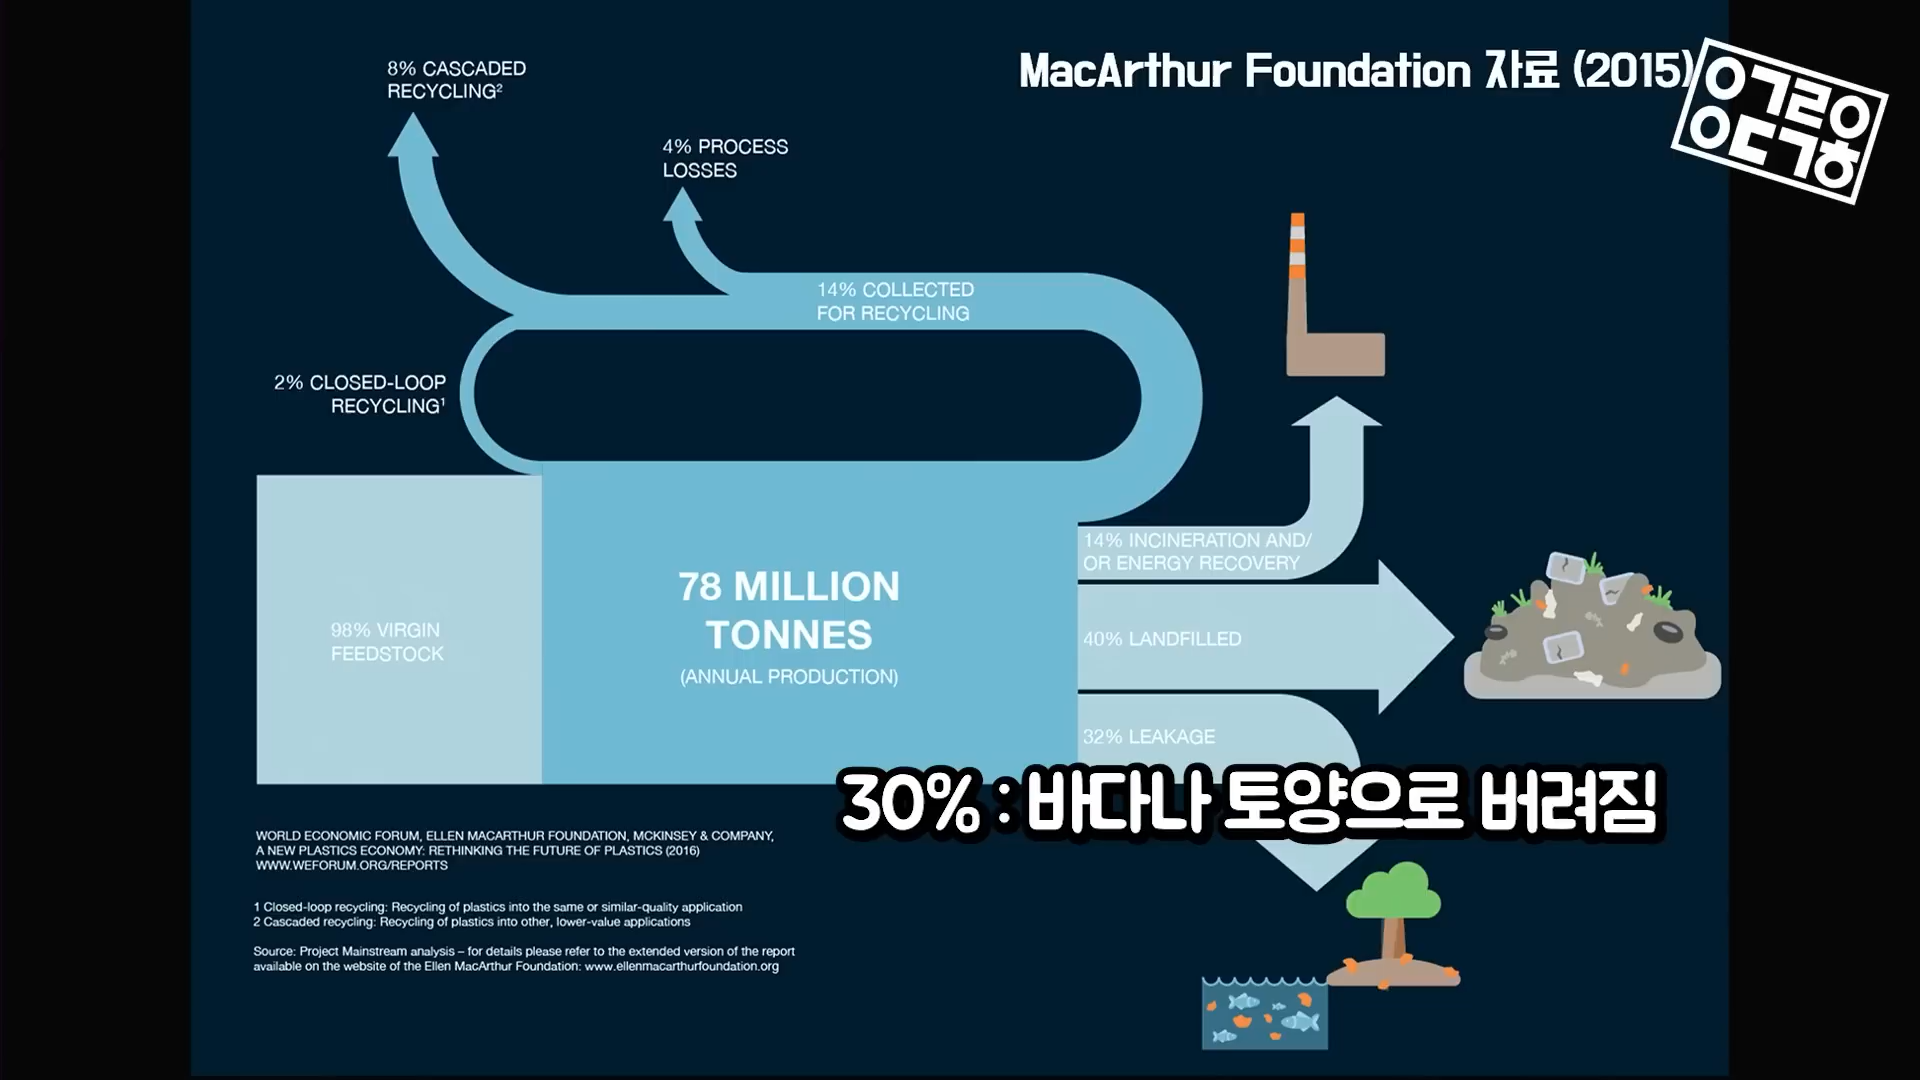 MacArthur Foundation 자료 (2015)
8% CASCADED
RECYCLING²
4% PROCESS
LOSSES
14% COLLECTED
FOR RECYCLING
2% CLOSED-LOOP
RECYCLING¹
98% VIRGIN
FEEDSTOCK
78 MILLION
TONNES
(ANNUAL PRODUCTION)
14% INCINERATION AND/
OR ENERGY RECOVERY
40% LANDFILLED
32% LEAKAGE
30% : 바다나 토양으로 버려짐
WORLD ECONOMIC FORUM, ELLEN MACARTHUR FOUNDATION, MCKINSEY & COMPANY,
A NEW PLASTICS ECONOMY: RETHINKING THE FUTURE OF PLASTICS (2016)
WWW.WEFORUM.ORG/REPORTS
1 Closed-loop recycling: Recycling of plastics into the same or similar-quality application
2 Cascaded recycling: Recycling of plastics into other, lower-value applications
Source: Project Mainstream analysis – for details please refer to the extended version of the report
available on the website of the Ellen MacArthur Foundation: www.ellenmacarthurfoundation.org